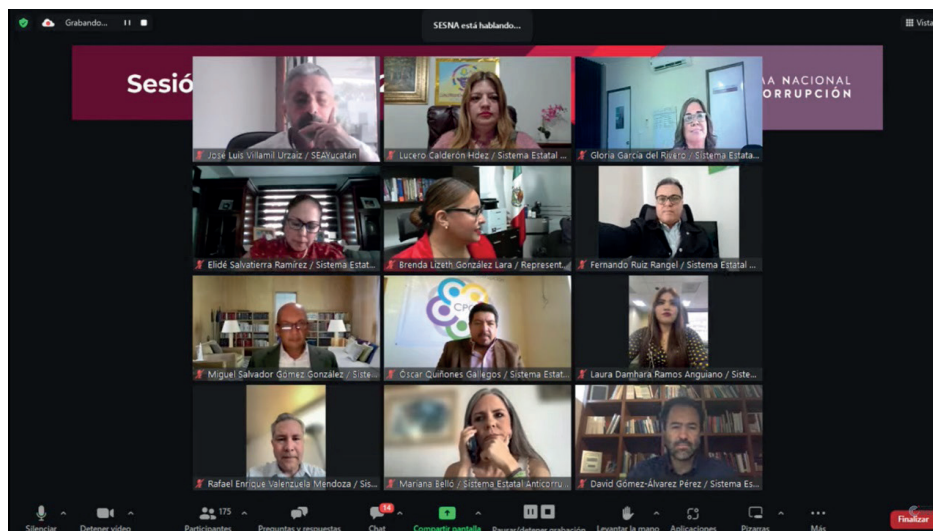 Grabando...
SESNA está hablando...
Vista
Sesió
NACIONAL
ORRUPCIÓN
José Luis Villamil Urzaiz / SEAYucatán
Lucero Calderón Hdez / Sistema Estatal ...
Gloria García del Rivero / Sistema Estata...
Elidé Salvatierra Ramírez / Sistema Estat...
Brenda Lizeth González Lara / Represent...
Fernando Ruiz Rangel / Sistema Estatal ...
CPC
Miguel Salvador Gómez González / Siste...
Óscar Quiñones Gallegos / Sistema Estat...
Laura Damhara Ramos Anguiano / Siste...
Rafael Enrique Valenzuela Mendoza / Sis...
Mariana Belló / Sistema Estatal Anticorru...
David Gómez-Álvarez Pérez / Sistema Es...
175
14
Silenciar
Detener video
Participantes
Preguntas y respuestas
Chat
Compartir pantalla
Pausar/detener grabación
Levantar la mano
Aplicaciones
Pizarras
Más
Finalizar